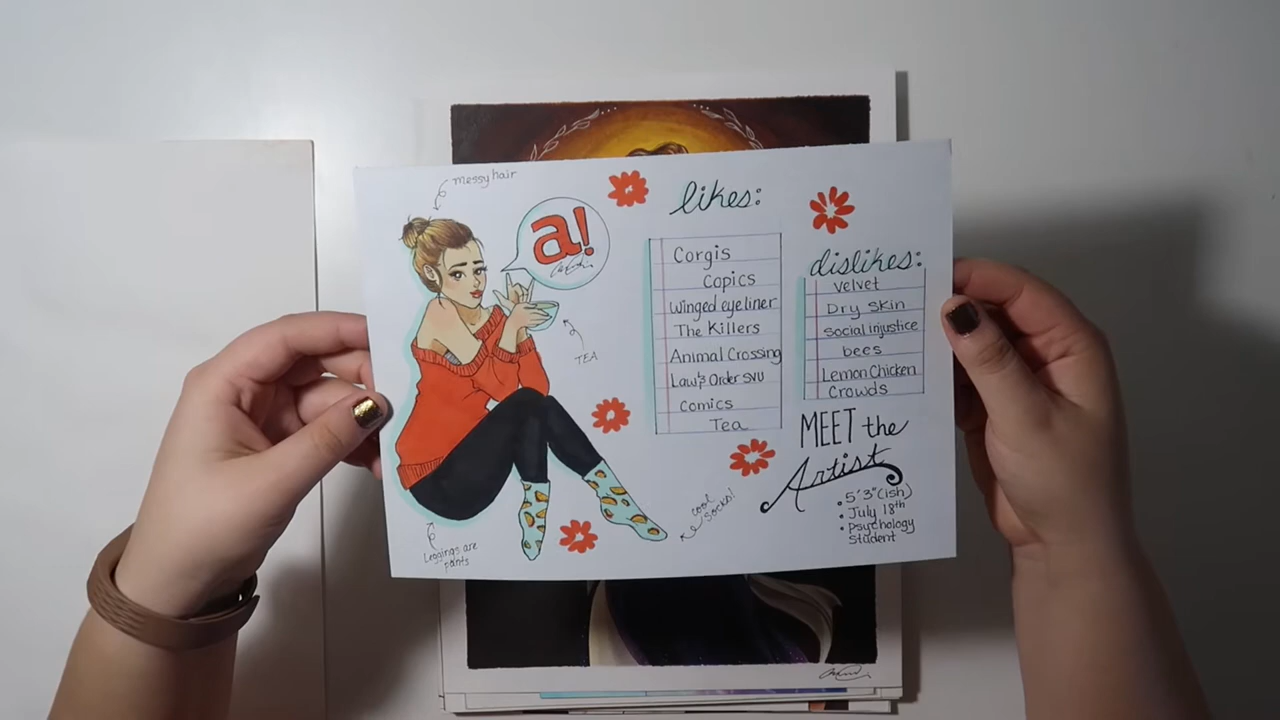 messy hair
a!
TEA
Leggings are
pants
cool
socks!
likes:
Corgis
Copics
Winged eyeliner
The Killers
Animal Crossing
Law & Order SVU
Comics
Tea
dislikes:
velvet
Dry Skin
social injustice
bees
Lemon Chicken
Crowds
MEET the
Artist
• 5'3"(ish)
• July 18th
• Psychology
Student